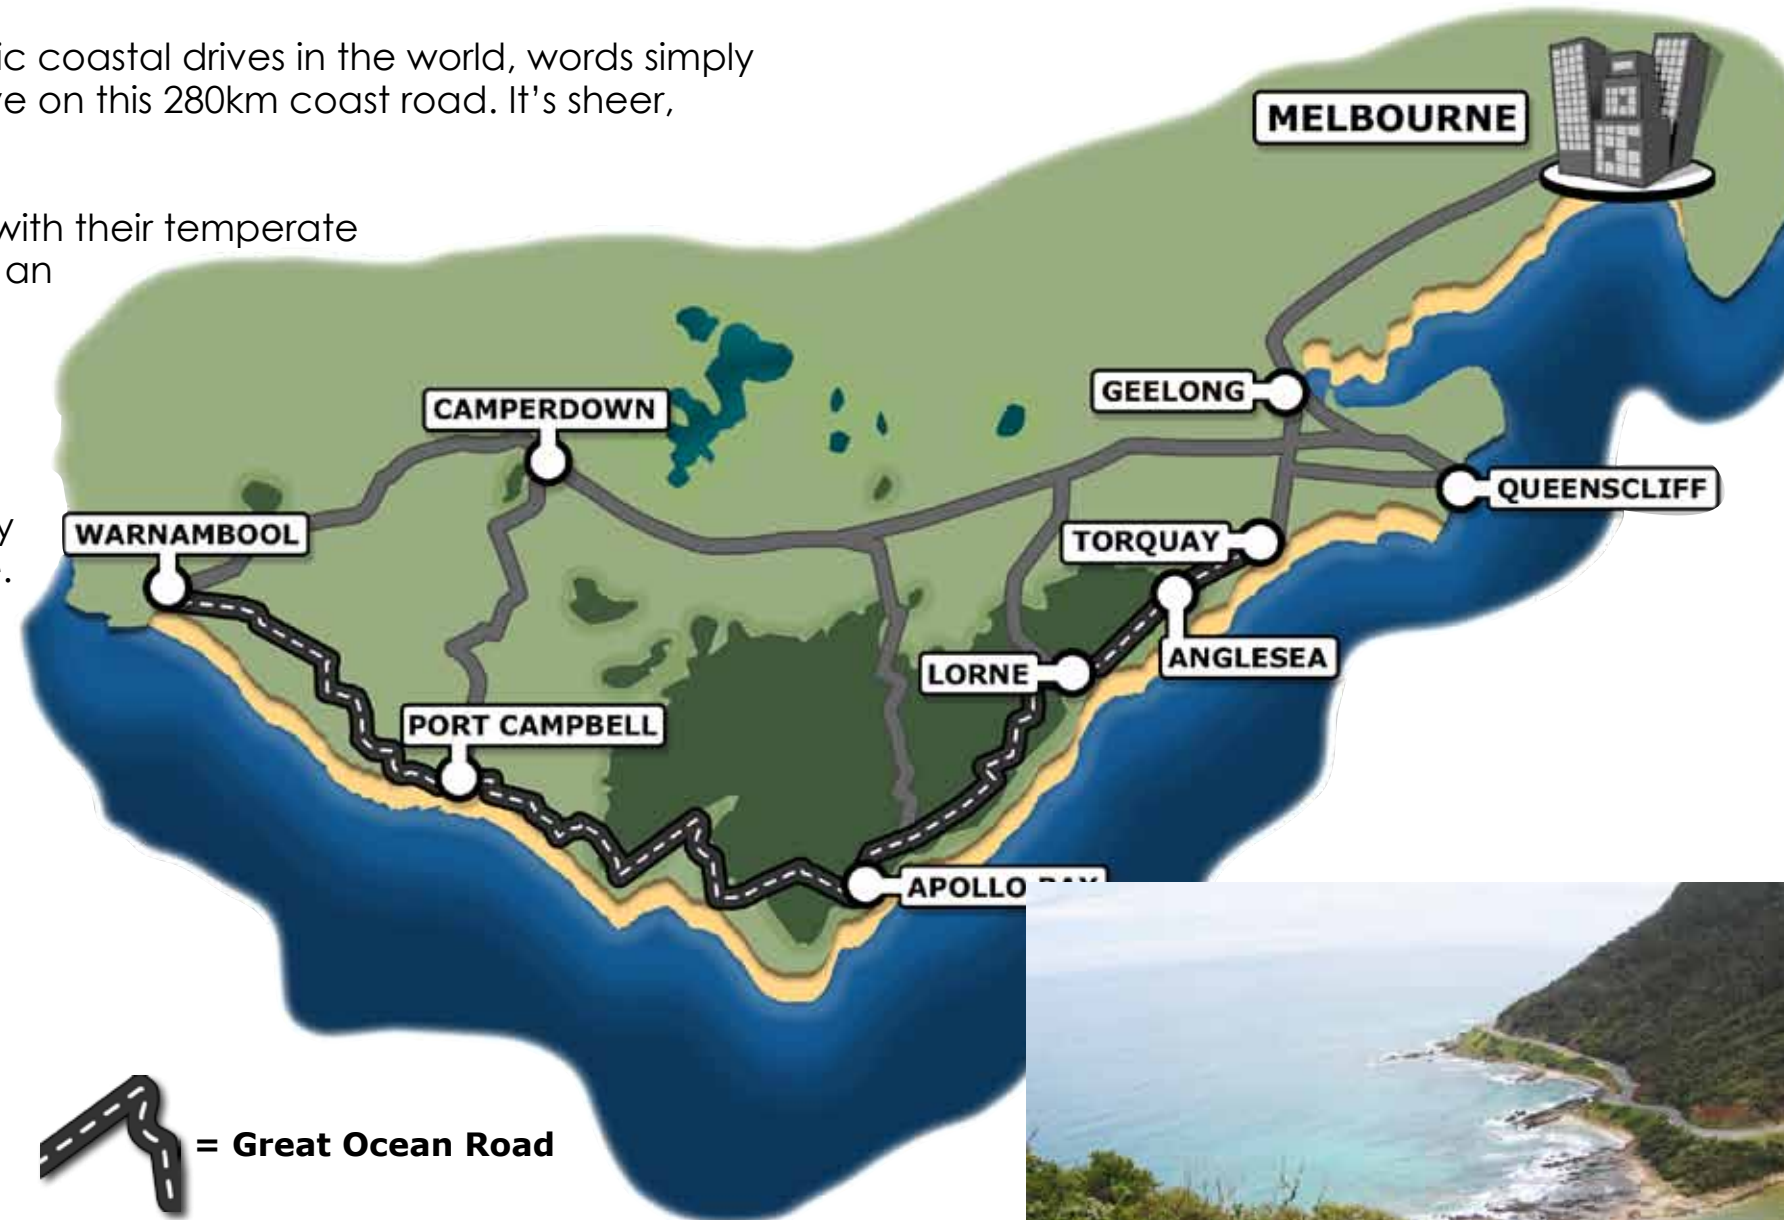 ic coastal drives in the world, words simply
ve on this 280km coast road. It's sheer,
with their temperate
an
y
MELBOURNE
GEELONG
CAMPERDOWN
QUEENSCLIFF
WARNAMBOOL
TORQUAY
ANGLESEA
LORNE
PORT CAMPBELL
APOLLO
= Great Ocean Road